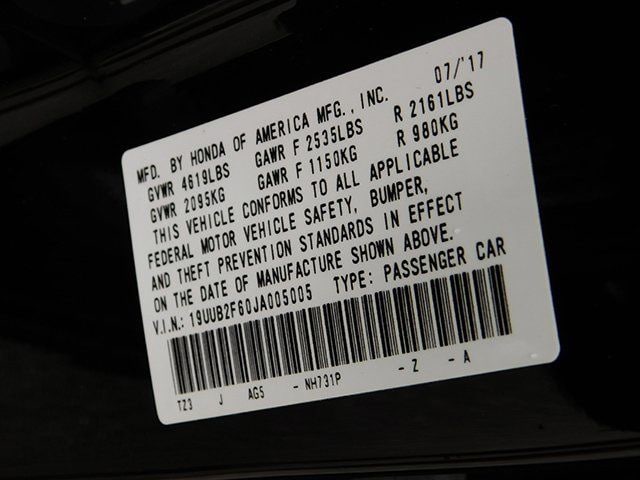 MFD. BY HONDA OF AMERICA MFG., INC. 07/'17
GVWR 4619LBS GAWR F 2535LBS R 2161LBS
GVWR 2095KG GAWR F 1150KG R 980KG
THIS VEHICLE CONFORMS TO ALL APPLICABLE
FEDERAL MOTOR VEHICLE SAFETY, BUMPER,
AND THEFT PREVENTION STANDARDS IN EFFECT
ON THE DATE OF MANUFACTURE SHOWN ABOVE.
V.I.N.: 19UUB2F60JA005005 TYPE: PASSENGER CAR
TZ3 J AG5 - NH731P - Z - A